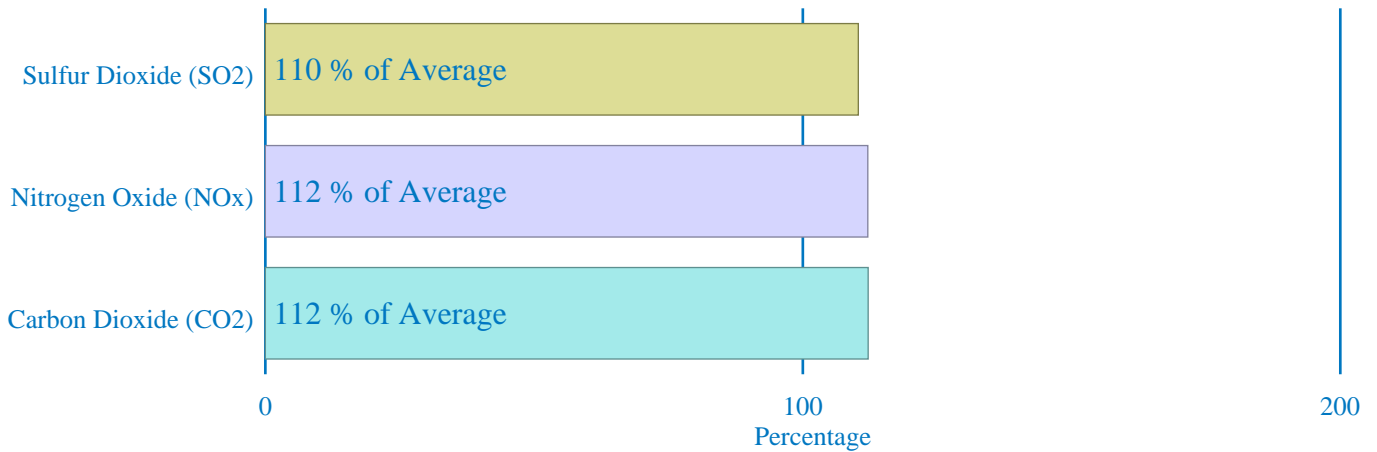 Sulfur Dioxide (SO2)
110 % of Average
Nitrogen Oxide (NOx)
112 % of Average
Carbon Dioxide (CO2)
112 % of Average
0
100
200
Percentage